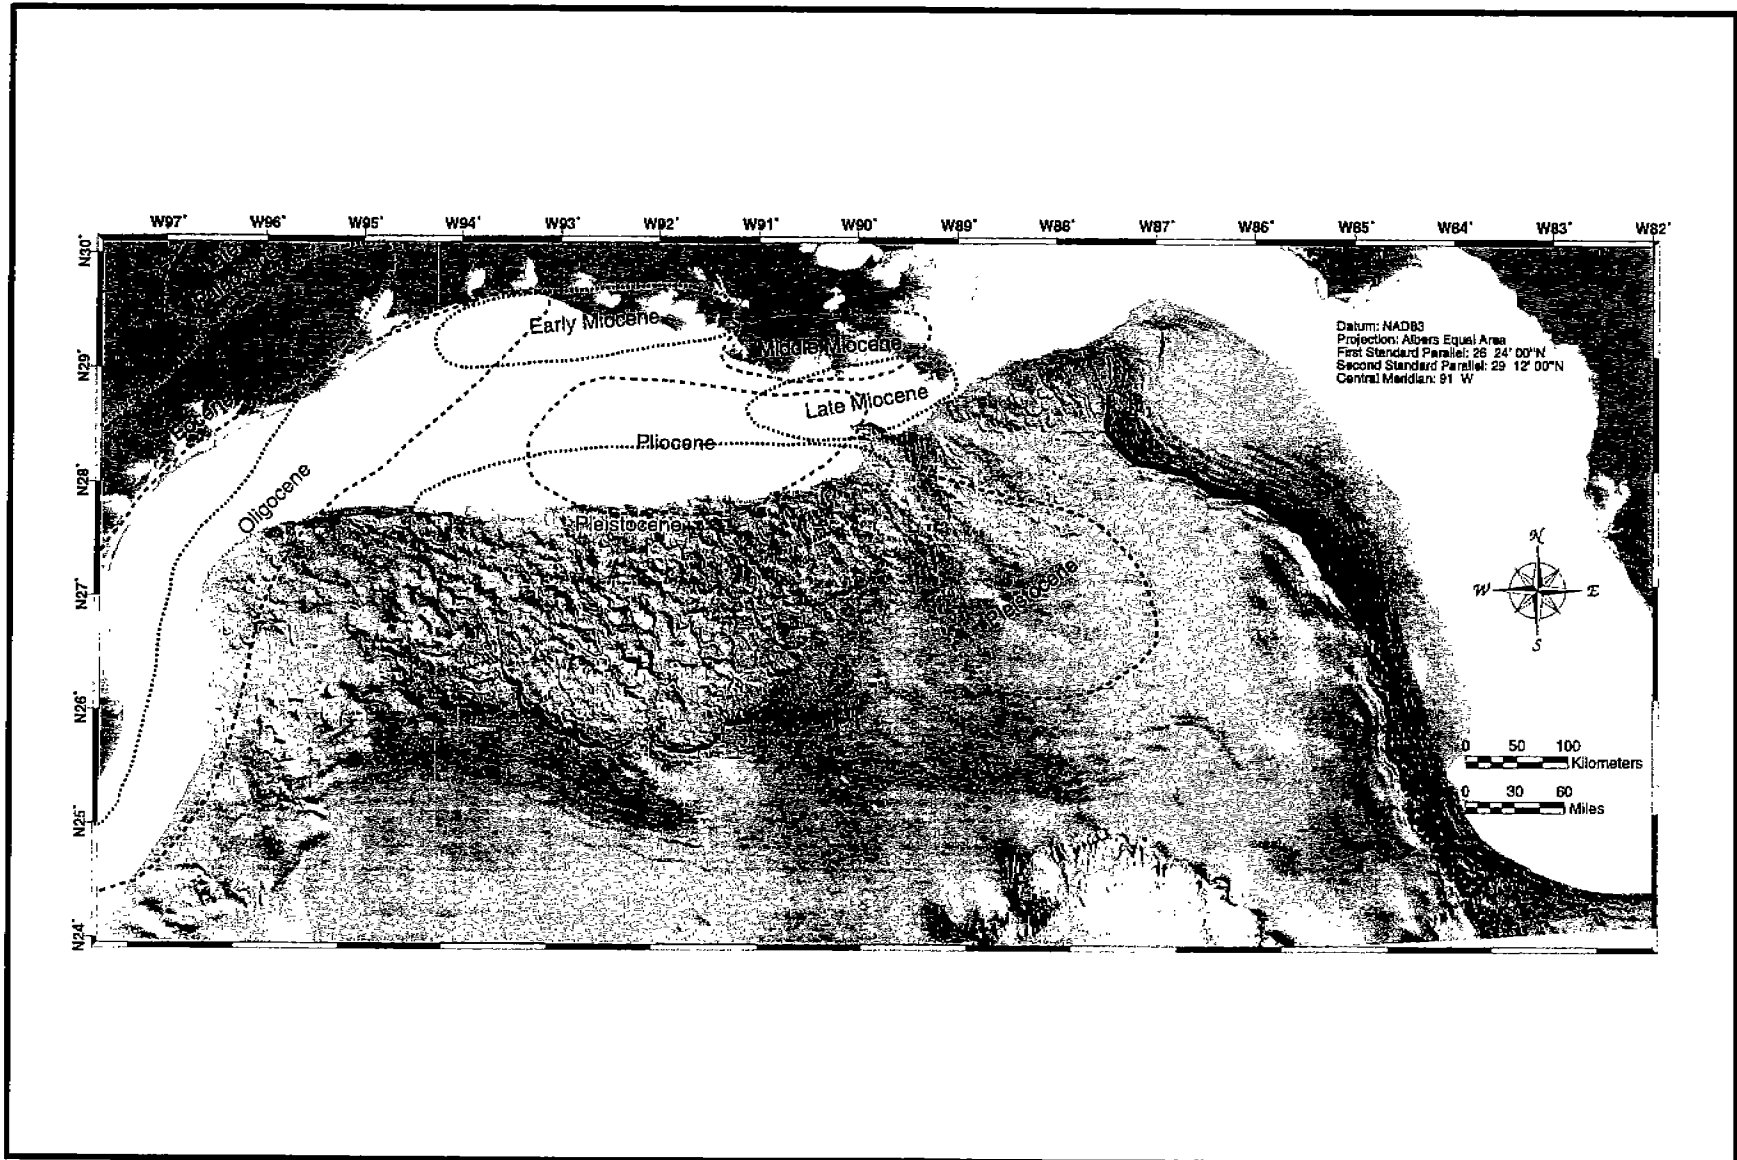 W97° W96° W95° W94° W93° W92° W91° W90° W89° W88° W87° W86° W85° W84° W83° W82°
N30°
N29°
N28°
N27°
N26°
N25°
N24°
Early Miocene
Middle Miocene
Late Miocene
Pliocene
Oligocene
Pleistocene
Pleistocene
Datum: NAD83
Projection: Albers Equal Area
First Standard Parallel: 26 24' 00"N
Second Standard Parallel: 29 12' 00"N
Central Meridian: 91 W
N
W E
S
0 50 100
Kilometers
0 30 60
Miles